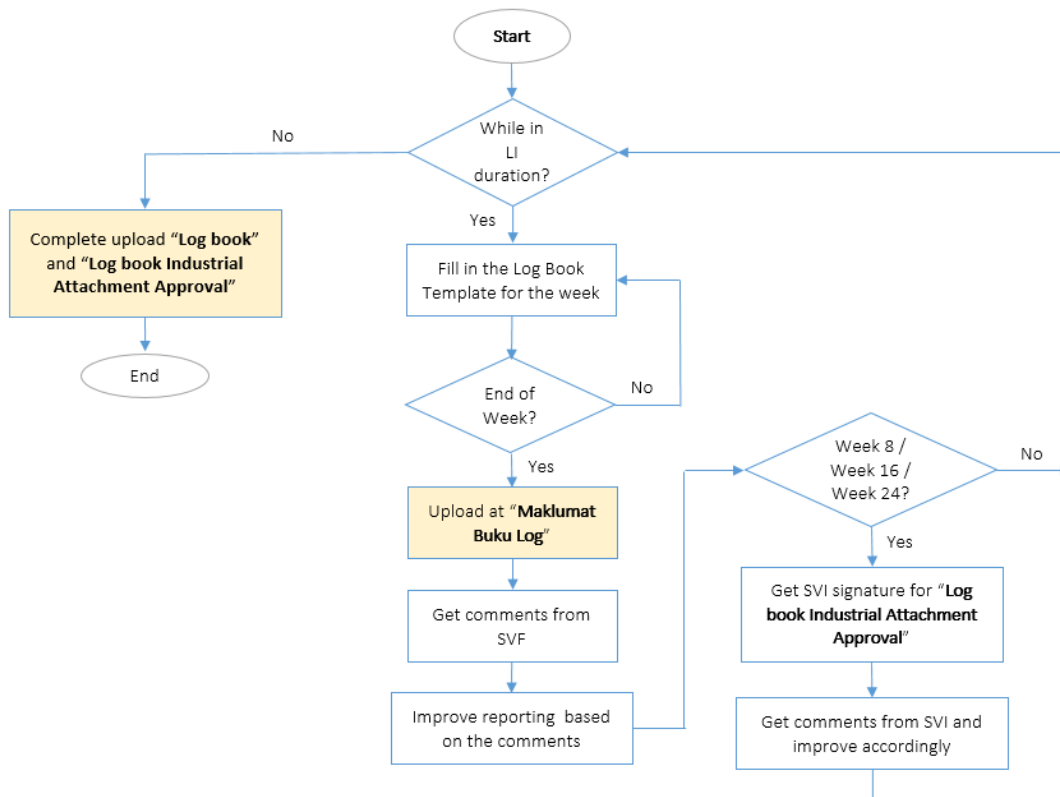 Start
While in
LI
duration?
No
Yes
Complete upload “Log book”
and “Log book Industrial
Attachment Approval”
End
Fill in the Log Book
Template for the week
End of
Week?
No
Yes
Upload at “Maklumat
Buku Log”
Get comments from
SVF
Improve reporting based
on the comments
Week 8 /
Week 16 /
Week 24?
No
Yes
Get SVI signature for “Log
book Industrial Attachment
Approval”
Get comments from SVI and
improve accordingly